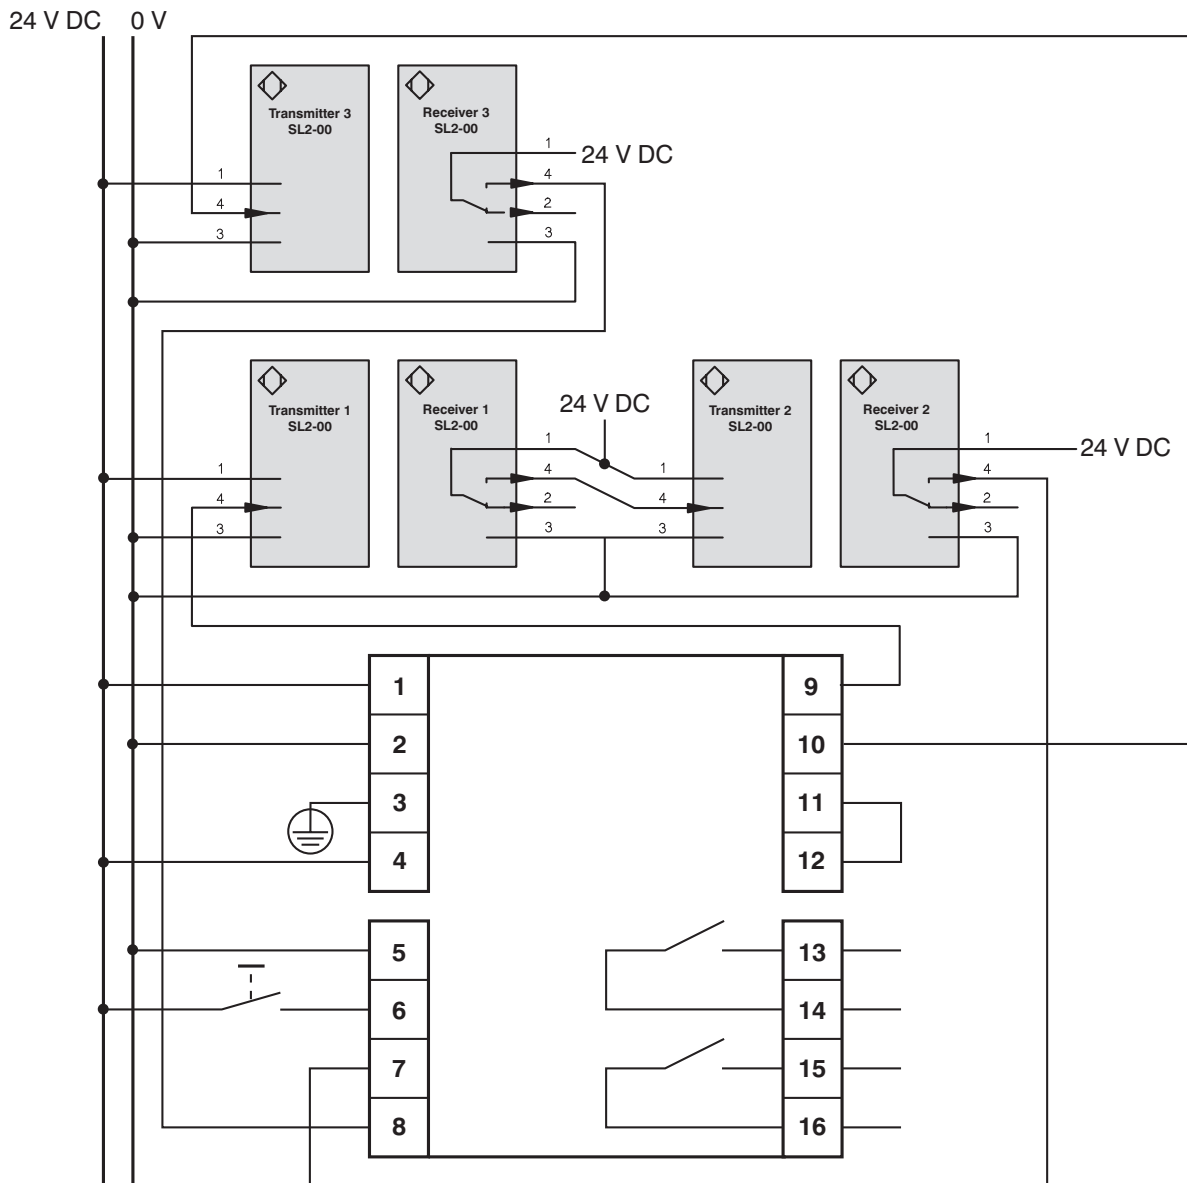 24 V DC 0 V
Transmitter 3
SL2-00
Receiver 3
SL2-00
1
4
3
1
24 V DC
4
2
3
Transmitter 1
SL2-00
Receiver 1
SL2-00
24 V DC
Transmitter 2
SL2-00
Receiver 2
SL2-00
1
4
3
1
4
2
3
1
4
3
1
24 V DC
4
2
3
1
2
3
4
9
10
11
12
5
6
7
8
13
14
15
16